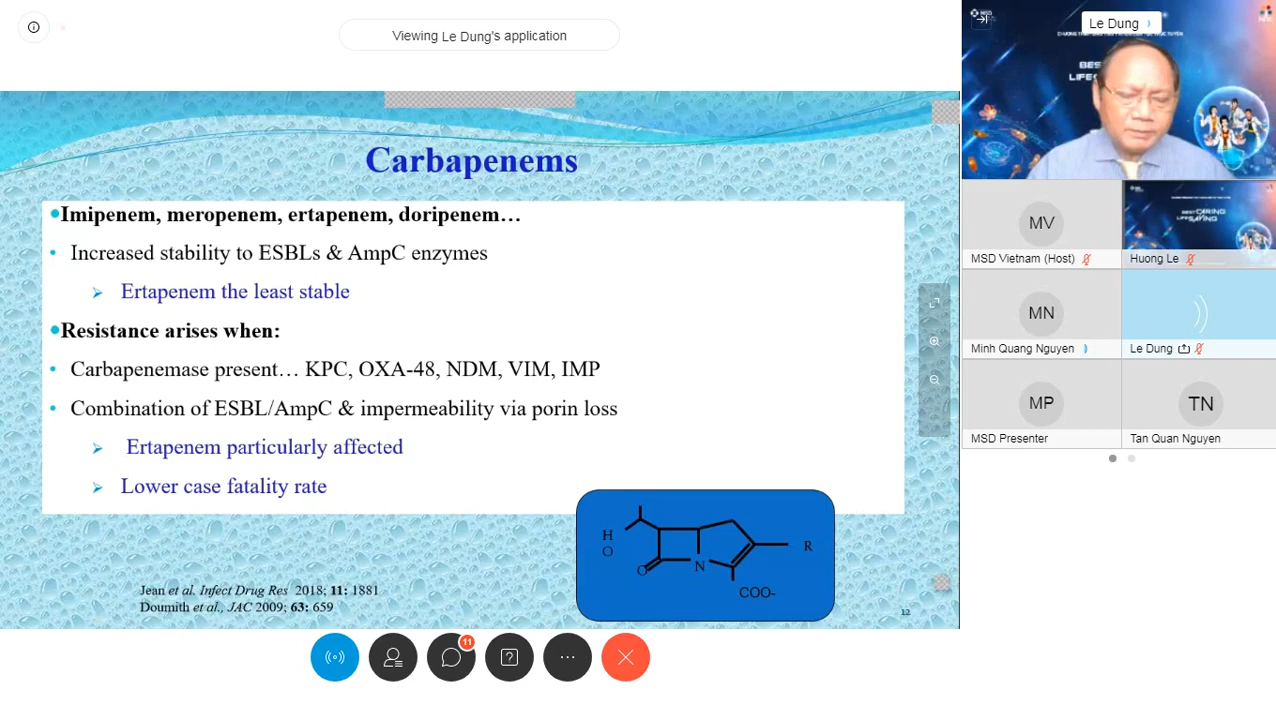 Viewing Le Dung's application
Carbapenems
Imipenem, meropenem, ertapenem, doripenem…
Increased stability to ESBLs & AmpC enzymes
Ertapenem the least stable
Resistance arises when:
Carbapenemase present… KPC, OXA-48, NDM, VIM, IMP
Combination of ESBL/AmpC & impermeability via porin loss
Ertapenem particularly affected
Lower case fatality rate
H
O
O
N
R
COO-
Jean et al. Infect Drug Res 2018; 11: 1881
Doumith et al., JAC 2009; 63: 659
12
11
?
Le Dung
MV
MSD Vietnam (Host)
BEST CARING
LIFE SAVING
Huong Le
MN
Minh Quang Nguyen
Le Dung
MP
MSD Presenter
TN
Tan Quan Nguyen